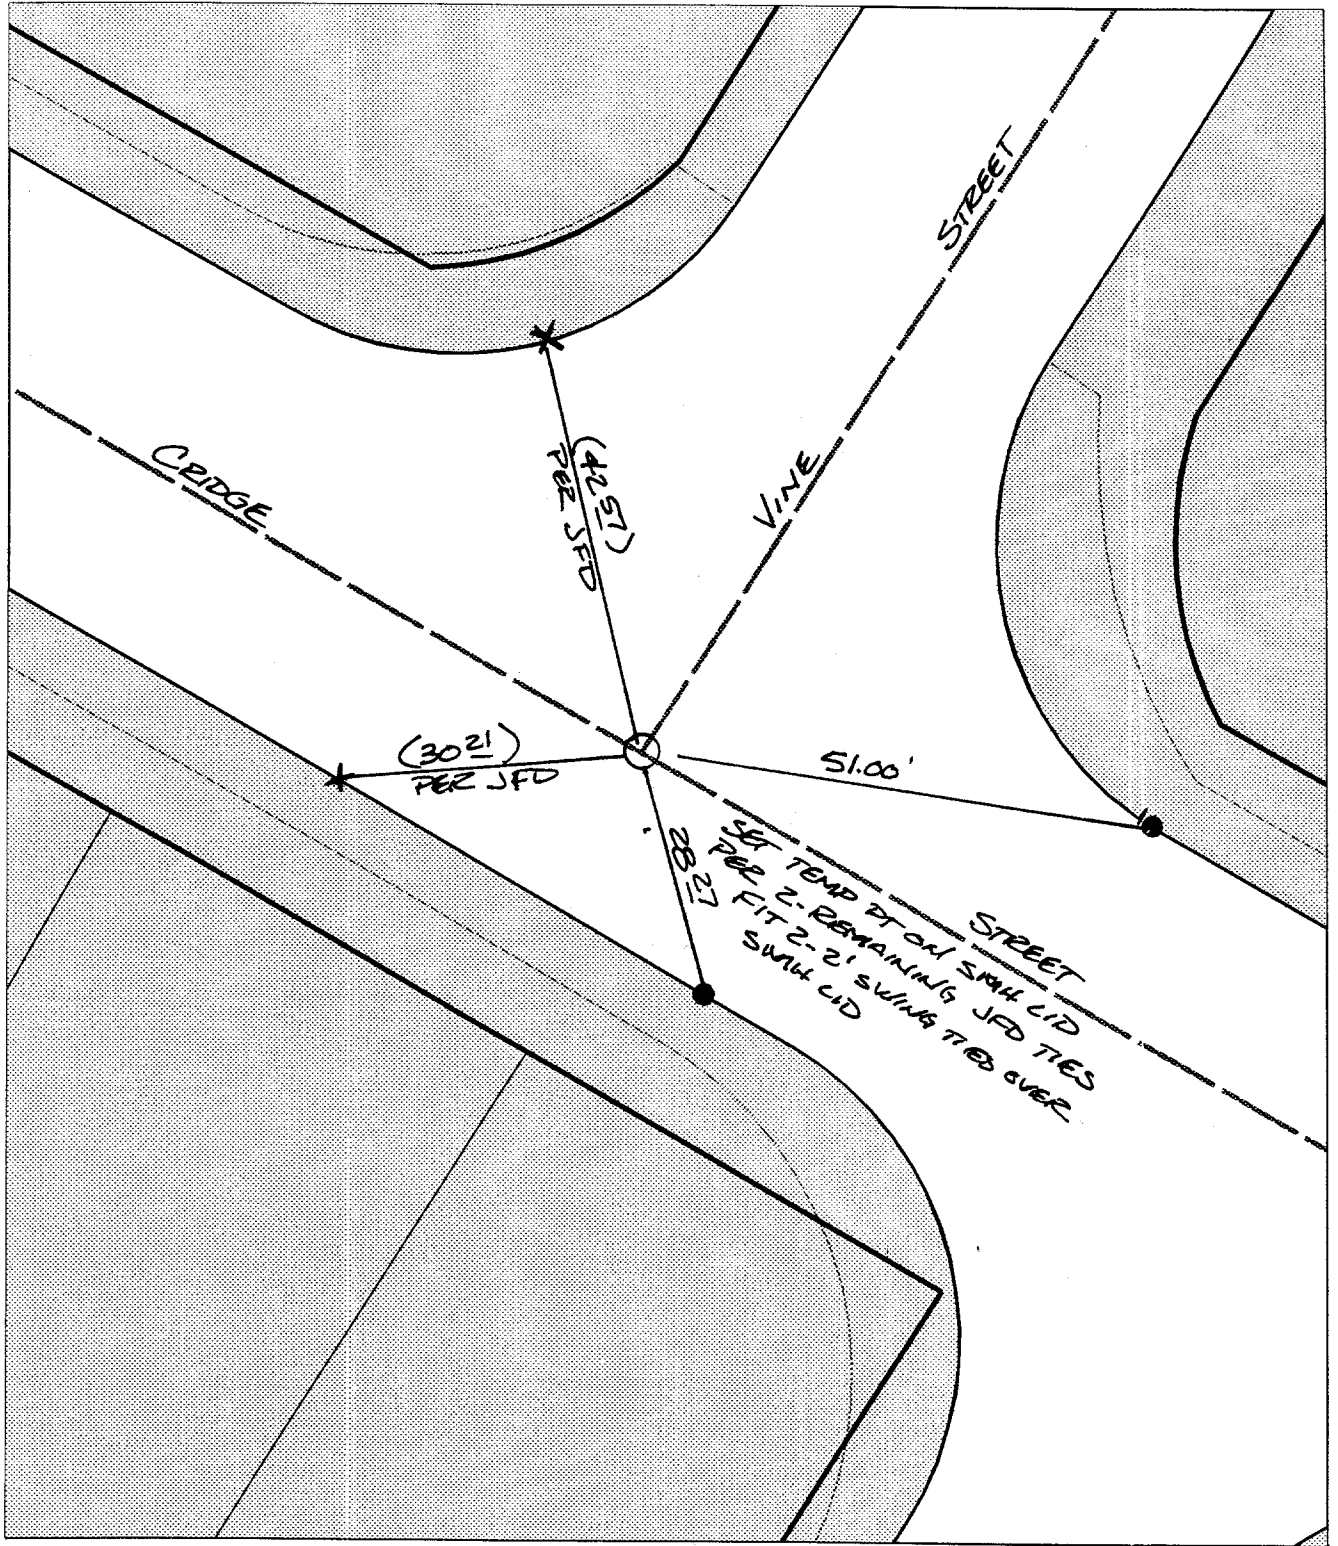 STREET
VINE
CRIDGE
(42 57)
PER JFD
(30 21)
PER JFD
51.00'
28 27
STREET
SET TEMP PT ON SMH LID
PER 2-REMAINING JFD TIES
FIT 2-2' SWING TIES OVER
SMH LID